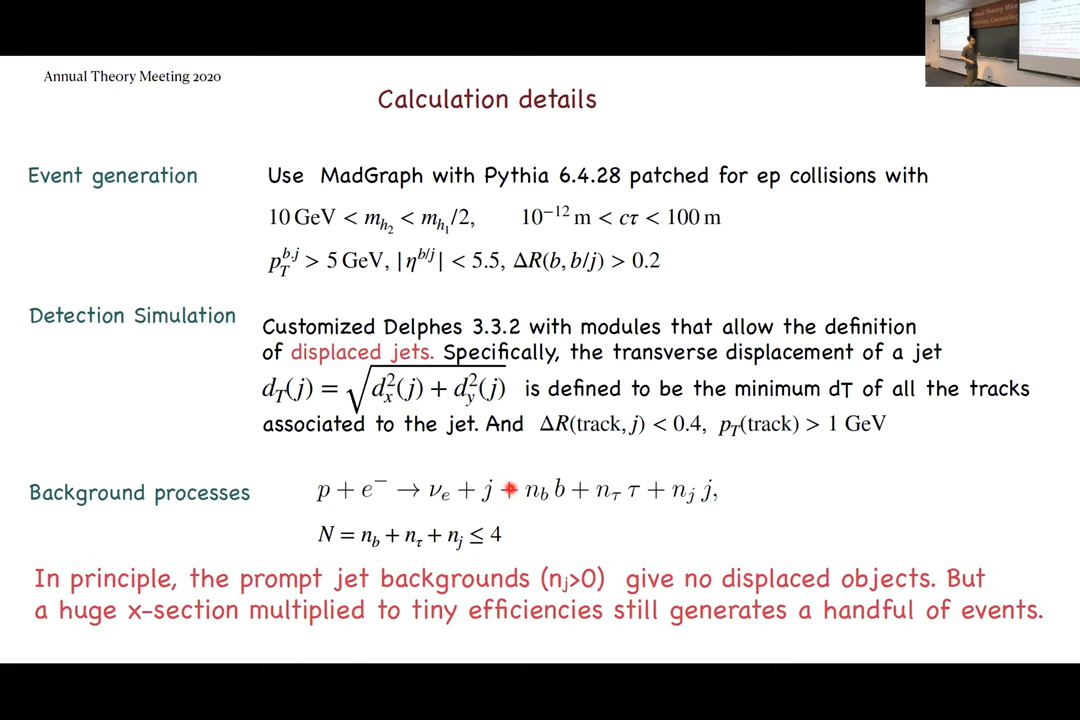 Annual Theory Meeting 2020
Annual Theory Mee
Calculation details
Event generation
Use MadGraph with Pythia 6.4.28 patched for ep collisions with
10 GeV < m_{h_2} < m_{h_1}/2, 10^{−12} m < cτ < 100 m
p_T^{b,j} > 5 GeV, |η^{b/j}| < 5.5, ΔR(b, b/j) > 0.2
Detection Simulation
Customized Delphes 3.3.2 with modules that allow the definition
of displaced jets. Specifically, the transverse displacement of a jet
d_T(j) = √(d_x^2(j) + d_y^2(j)) is defined to be the minimum dT of all the tracks
associated to the jet. And ΔR(track, j) < 0.4, p_T(track) > 1 GeV
Background processes
p + e^− → ν_e + j + n_b b + n_τ τ + n_j j,
N = n_b + n_τ + n_j ≤ 4
In principle, the prompt jet backgrounds (n_j>0) give no displaced objects. But
a huge x-section multiplied to tiny efficiencies still generates a handful of events.